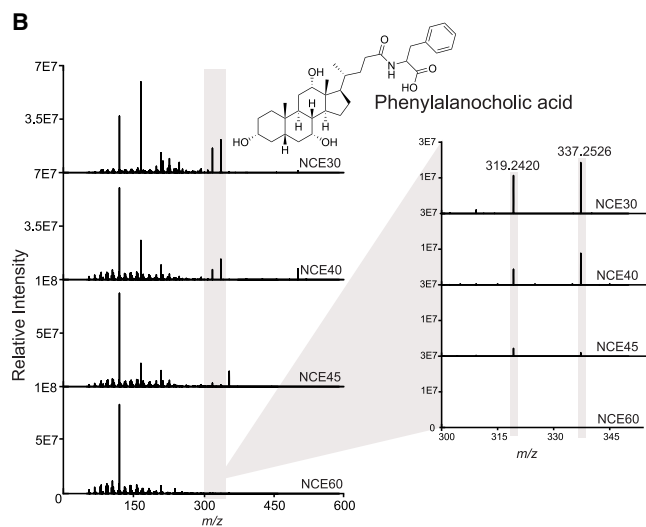 B
OH
O
N
H
O
HO
H
H
H
HO
H
OH
Phenylalanocholic acid
Relative Intensity
7E7
3.5E7
NCE30
7E7
3.5E7
NCE40
1E8
5E7
NCE45
1E8
5E7
NCE60
0
150
300
450
600
m/z
3E7
319.2420
337.2526
1E7
NCE30
3E7
1E7
NCE40
3E7
1E7
NCE45
3E7
1E7
NCE60
0
300
315
330
345
m/z